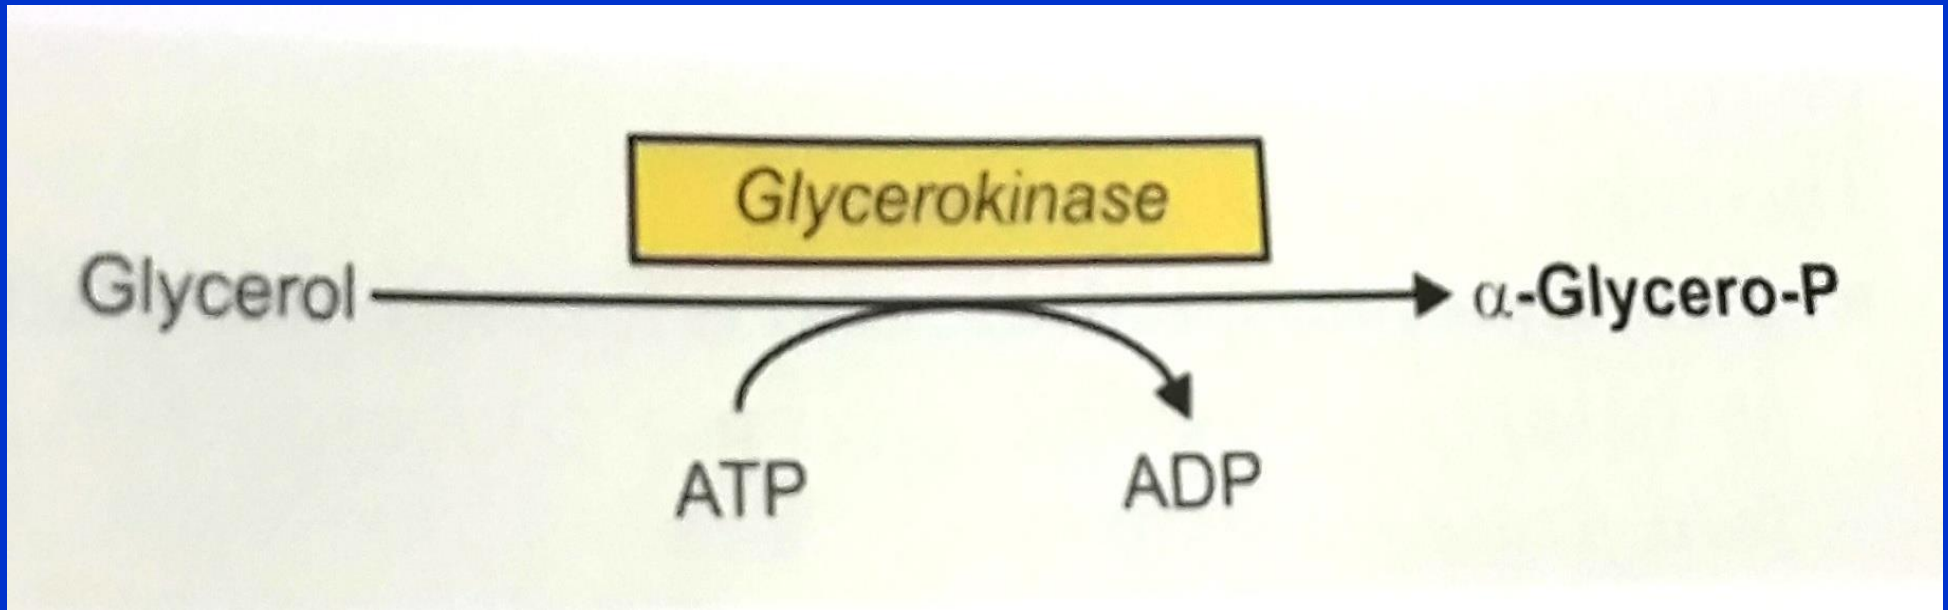 Glycerokinase
Glycerol
α-Glycero-P
ATP
ADP